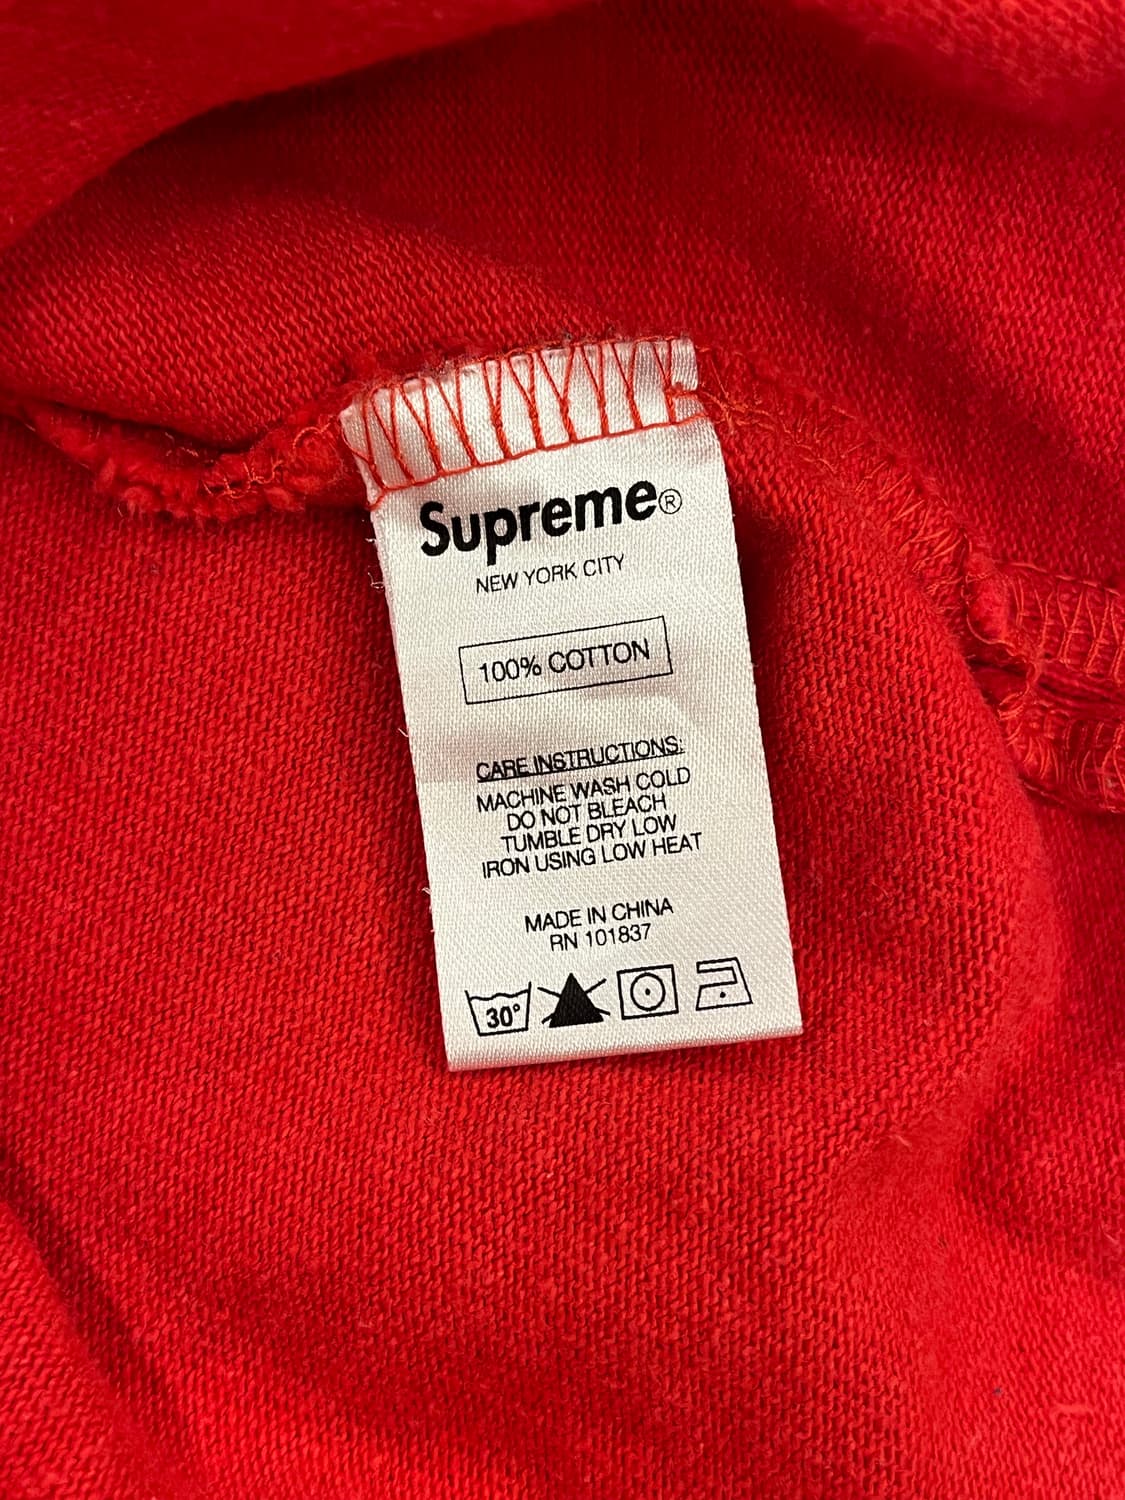 Supreme®
NEW YORK CITY
100% COTTON
CARE INSTRUCTIONS:
MACHINE WASH COLD
DO NOT BLEACH
TUMBLE DRY LOW
IRON USING LOW HEAT
MADE IN CHINA
RN 101837
30°